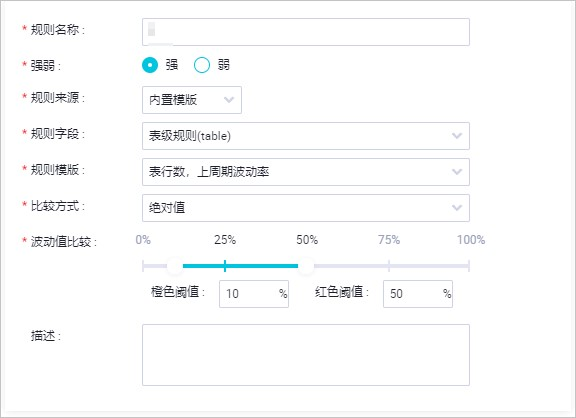 * 规则名称 :
* 强弱 : 强 弱
* 规则来源 : 内置模版
* 规则字段 : 表级规则(table)
* 规则模版 : 表行数，上周期波动率
* 比较方式 : 绝对值
* 波动值比较 : 0% 25% 50% 75% 100%
橙色阈值 : 10 % 红色阈值 : 50 %
描述 :